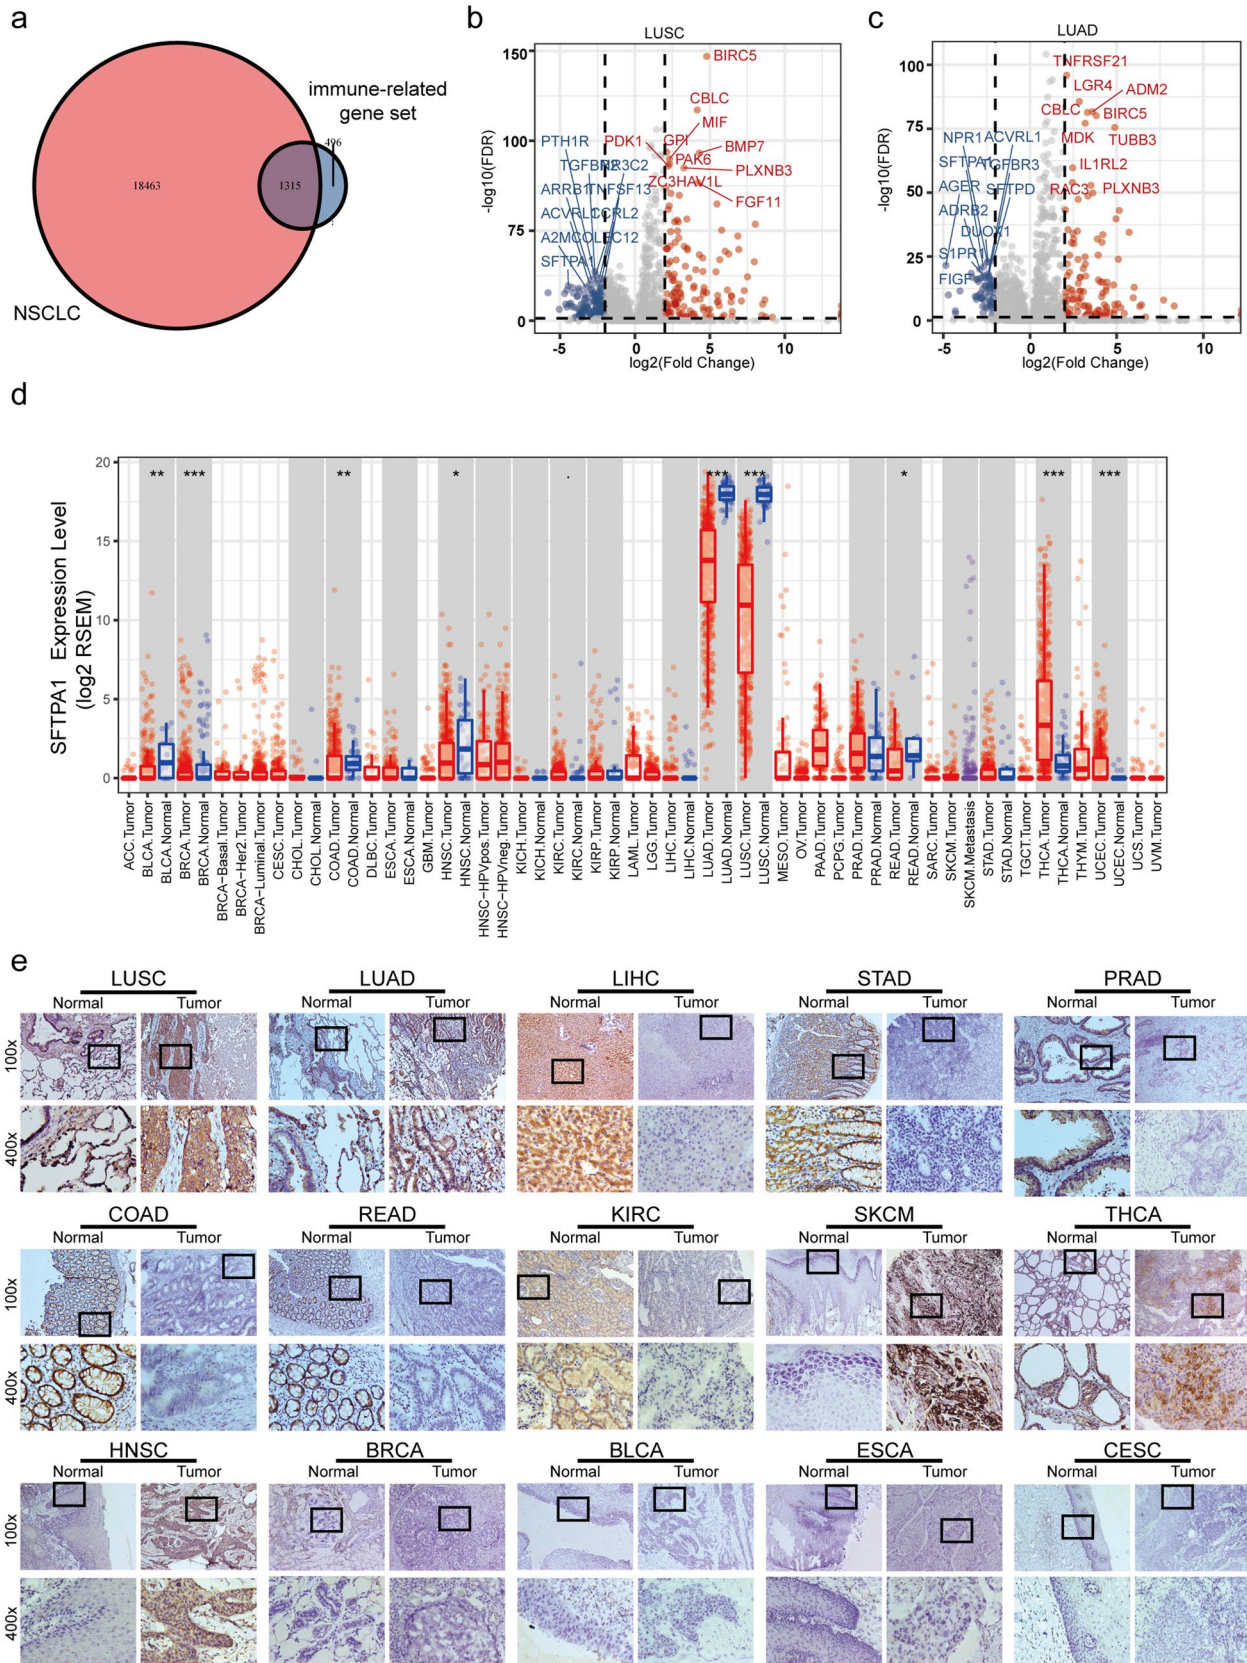 a
immune-related
gene set
496
18463
1315
NSCLC
b
LUSC
150
100
75
25
0
-log10(FDR)
-5
0
5
10
log2(Fold Change)
BIRC5
CBLC
MIF
PDK1
GPI
BMP7
PAK6
PLXNB3
ZC3HAV1L
FGF11
PTH1R
NR3C2
ARRB1
TNFSF13
ACVRL1
CCRL2
A2M
COLEC12
SFTPA1
c
LUAD
100
75
50
25
0
-log10(FDR)
-5
0
5
10
log2(Fold Change)
TNFRSF21
LGR4
ADM2
CBLC
BIRC5
MDK
TUBB3
IL1RL2
RAC3
PLXNB3
NPR1
ACVRL1
SFTPA1
TGFBR3
AGER
SFTPD
ADRB2
DUOX1
S1PR1
FIGF
d
SFTPA1 Expression Level
(log2 RSEM)
20
15
10
5
0
** *** ** * . *** *** * *** ***
ACC.Tumor
BLCA.Tumor
BLCA.Normal
BRCA.Tumor
BRCA.Normal
BRCA-Basal.Tumor
BRCA-Her2.Tumor
BRCA-Luminal.Tumor
CESC.Tumor
CHOL.Tumor
CHOL.Normal
COAD.Tumor
COAD.Normal
DLBC.Tumor
ESCA.Tumor
ESCA.Normal
GBM.Tumor
HNSC.Tumor
HNSC.Normal
HNSC-HPVpos.Tumor
HNSC-HPVneg.Tumor
KICH.Tumor
KICH.Normal
KIRC.Tumor
KIRC.Normal
KIRP.Tumor
KIRP.Normal
LAML.Tumor
LGG.Tumor
LIHC.Tumor
LIHC.Normal
LUAD.Tumor
LUAD.Normal
LUSC.Tumor
LUSC.Normal
MESO.Tumor
OV.Tumor
PAAD.Tumor
PCPG.Tumor
PRAD.Tumor
PRAD.Normal
READ.Tumor
READ.Normal
SARC.Tumor
SKCM.Tumor
SKCM.Metastasis
STAD.Tumor
STAD.Normal
TGCT.Tumor
THCA.Tumor
THCA.Normal
THYM.Tumor
UCEC.Tumor
UCEC.Normal
UCS.Tumor
UVM.Tumor
e
LUSC LUAD LIHC STAD PRAD
Normal Tumor Normal Tumor Normal Tumor Normal Tumor Normal Tumor
100x
400x
COAD READ KIRC SKCM THCA
Normal Tumor Normal Tumor Normal Tumor Normal Tumor Normal Tumor
100x
400x
HNSC BRCA BLCA ESCA CESC
Normal Tumor Normal Tumor Normal Tumor Normal Tumor Normal Tumor
100x
400x